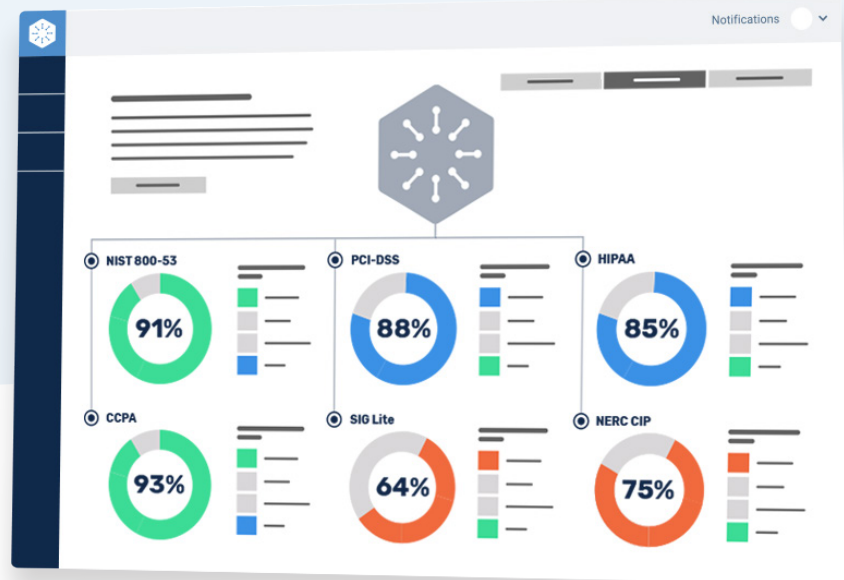 Notifications
NIST 800-53
PCI-DSS
HIPAA
91%
88%
85%
CCPA
SIG Lite
NERC CIP
93%
64%
75%